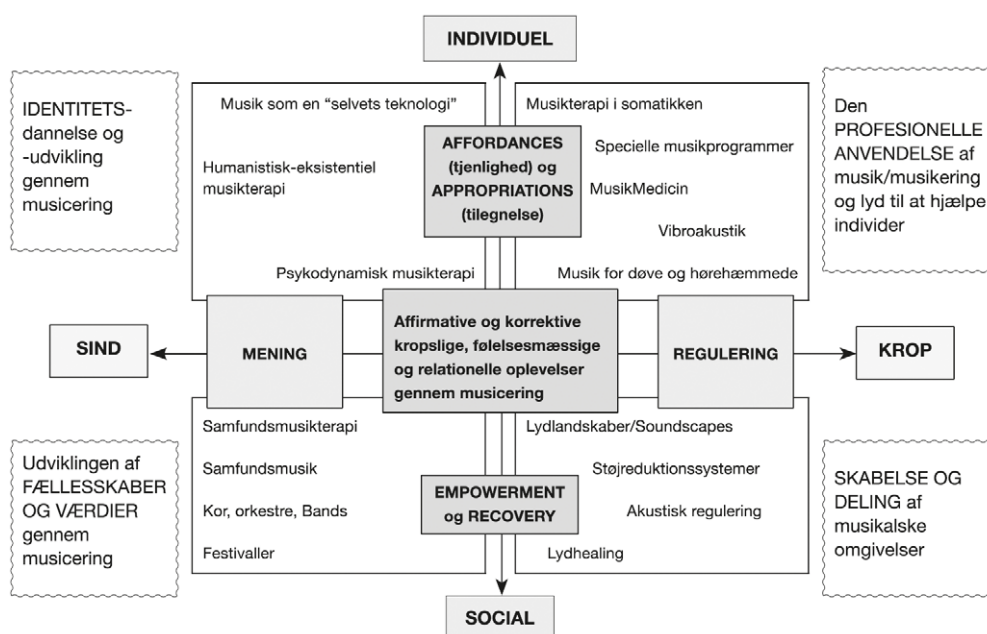 INDIVIDUEL
IDENTITETS-
dannelse og
-udvikling
gennem
musicering
Musik som en “selvets teknologi”
Humanistisk-eksistentiel
musikterapi
Psykodynamisk musikterapi
AFFORDANCES
(tjenlighed) og
APPROPRIATIONS
(tilegnelse)
Musikterapi i somatikken
Specielle musikprogrammer
MusikMedicin
Vibroakustik
Musik for døve og hørehæmmede
Den
PROFESIONELLE
ANVENDELSE af
musik/musikering
og lyd til at hjælpe
individer
SIND
MENING
Affirmative og korrektive
kropslige, følelsesmæssige
og relationelle oplevelser
gennem musicering
REGULERING
KROP
Udviklingen af
FÆLLESSKABER
OG VÆRDIER
gennem
musicering
Samfundsmusikterapi
Samfundsmusik
Kor, orkestre, Bands
Festivaller
EMPOWERMENT
og RECOVERY
Lydlandskaber/Soundscapes
Støjreduktionssystemer
Akustisk regulering
Lydhealing
SKABELSE OG
DELING af
musikalske
omgivelser
SOCIAL